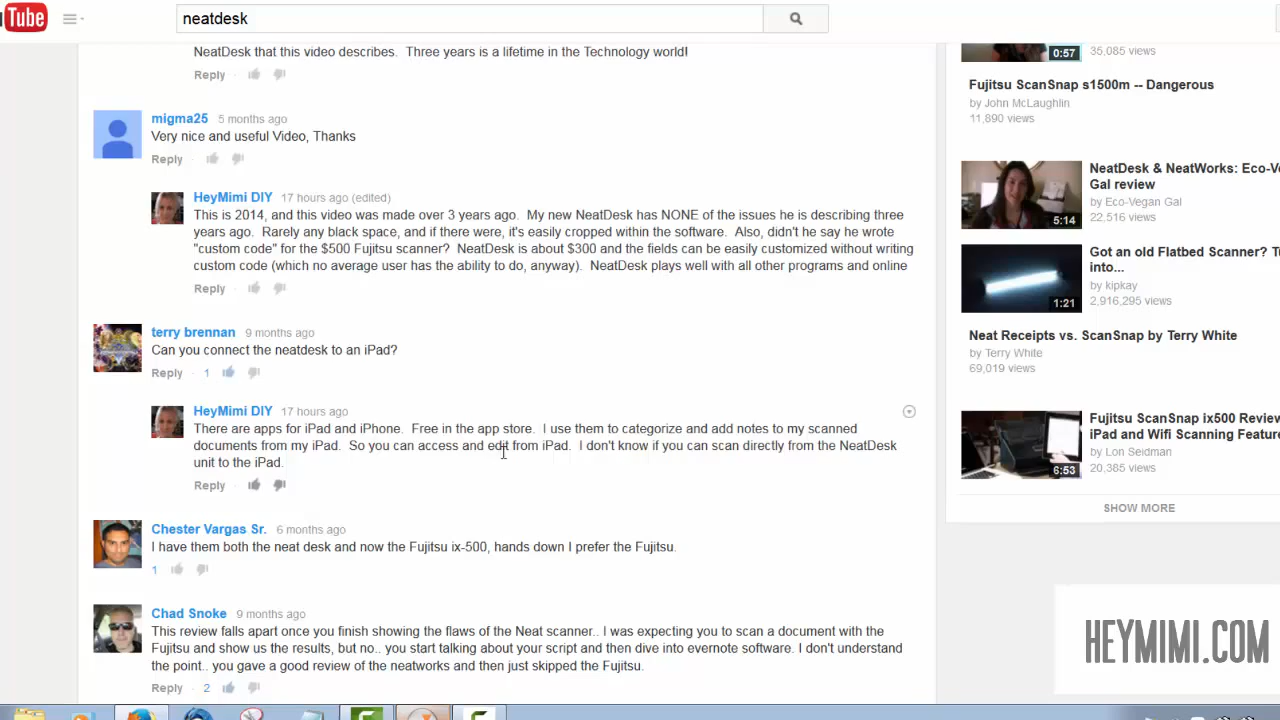 Tube
neatdesk
NeatDesk that this video describes. Three years is a lifetime in the Technology world!
Reply
migma25 5 months ago
Very nice and useful Video, Thanks
Reply
HeyMimi DIY 17 hours ago (edited)
This is 2014, and this video was made over 3 years ago. My new NeatDesk has NONE of the issues he is describing three
years ago. Rarely any black space, and if there were, it's easily cropped within the software. Also, didn't he say he wrote
"custom code" for the $500 Fujitsu scanner? NeatDesk is about $300 and the fields can be easily customized without writing
custom code (which no average user has the ability to do, anyway). NeatDesk plays well with all other programs and online
Reply
terry brennan 9 months ago
Can you connect the neatdesk to an iPad?
Reply 1
HeyMimi DIY 17 hours ago
There are apps for iPad and iPhone. Free in the app store. I use them to categorize and add notes to my scanned
documents from my iPad. So you can access and edit from iPad. I don't know if you can scan directly from the NeatDesk
unit to the iPad.
Reply
Chester Vargas Sr. 6 months ago
I have them both the neat desk and now the Fujitsu ix-500, hands down I prefer the Fujitsu.
1
Chad Snoke 9 months ago
This review falls apart once you finish showing the flaws of the Neat scanner.. I was expecting you to scan a document with the
Fujitsu and show us the results, but no.. you start talking about your script and then dive into evernote software. I don't understand
the point.. you gave a good review of the neatworks and then just skipped the Fujitsu.
Reply 2
0:57
35,085 views
Fujitsu ScanSnap s1500m -- Dangerous
by John McLaughlin
11,890 views
5:14
NeatDesk & NeatWorks: Eco-V
Gal review
by Eco-Vegan Gal
22,516 views
1:21
Got an old Flatbed Scanner? T
into...
by kipkay
2,916,295 views
Neat Receipts vs. ScanSnap by Terry White
by Terry White
69,019 views
6:53
Fujitsu ScanSnap ix500 Review
iPad and Wifi Scanning Feature
by Lon Seidman
20,385 views
SHOW MORE
HEYMIMI.COM